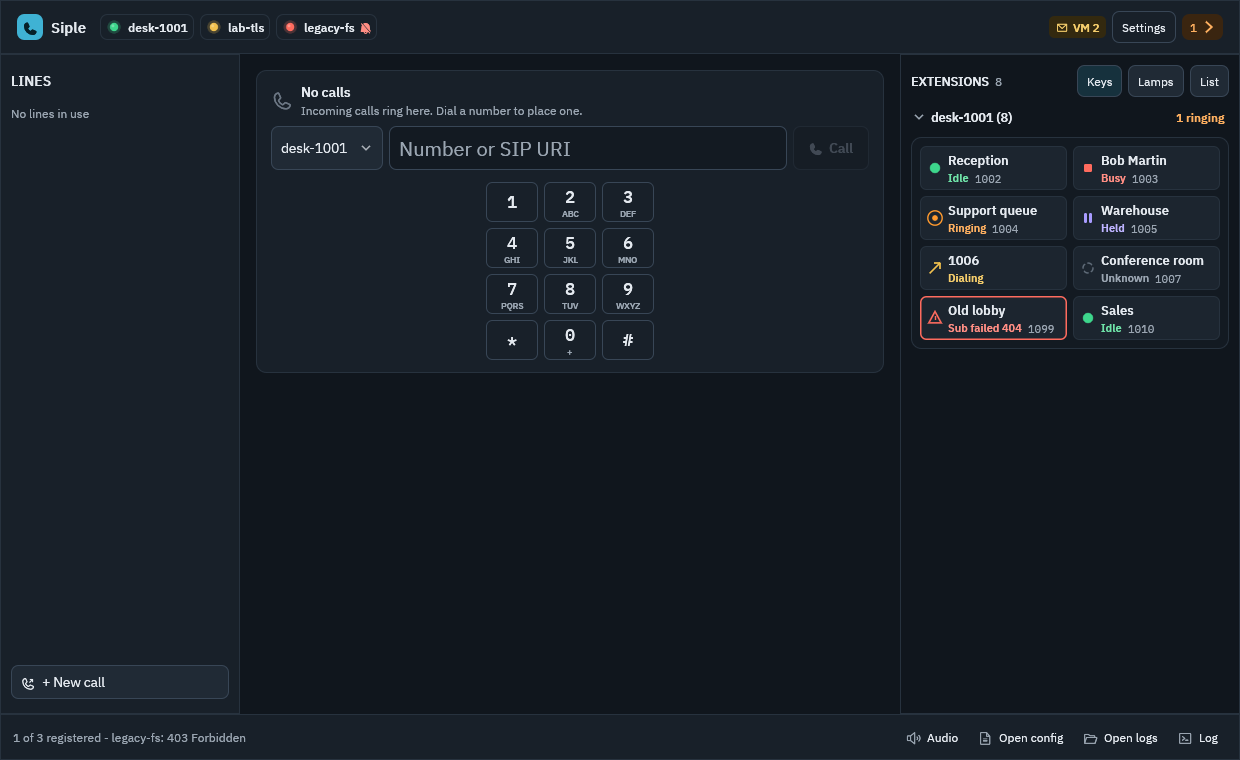 Siple
desk-1001
lab-tls
legacy-fs
VM 2
Settings
1
LINES
No lines in use
+ New call
No calls
Incoming calls ring here. Dial a number to place one.
desk-1001
Number or SIP URI
Call
1
2
ABC
3
DEF
4
GHI
5
JKL
6
MNO
7
PQRS
8
TUV
9
WXYZ
*
0
+
#
EXTENSIONS 8
Keys
Lamps
List
desk-1001 (8)
1 ringing
Reception
Idle 1002
Bob Martin
Busy 1003
Support queue
Ringing 1004
Warehouse
Held 1005
1006
Dialing
Conference room
Unknown 1007
Old lobby
Sub failed 404 1099
Sales
Idle 1010
1 of 3 registered - legacy-fs: 403 Forbidden
Audio
Open config
Open logs
Log